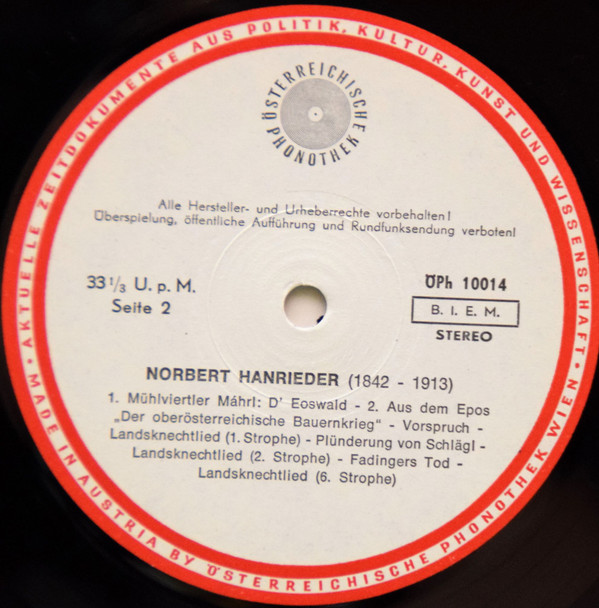 AKTUELLE ZEITDOKUMENTE AUS POLITIK, KULTUR, KUNST UND WISSENSCHAFT •
MADE IN AUSTRIA BY ÖSTERREICHISCHE PHONOTHEK WIEN •
ÖSTERREICHISCHE
PHONOTHEK
Alle Hersteller- und Urheberrechte vorbehalten!
Überspielung, öffentliche Aufführung und Rundfunksendung verboten!
33 1/3 U. p. M.
Seite 2
ÖPh 10014
B. I. E. M.
STEREO
NORBERT HANRIEDER (1842 - 1913)
1. Mühlviertler Máhrl: D' Eoswald - 2. Aus dem Epos
„Der oberösterreichische Bauernkrieg" - Vorspruch -
Landsknechtlied (1. Strophe) - Plünderung von Schlägl -
Landsknechtlied (2. Strophe) - Fadingers Tod -
Landsknechtlied (6. Strophe)